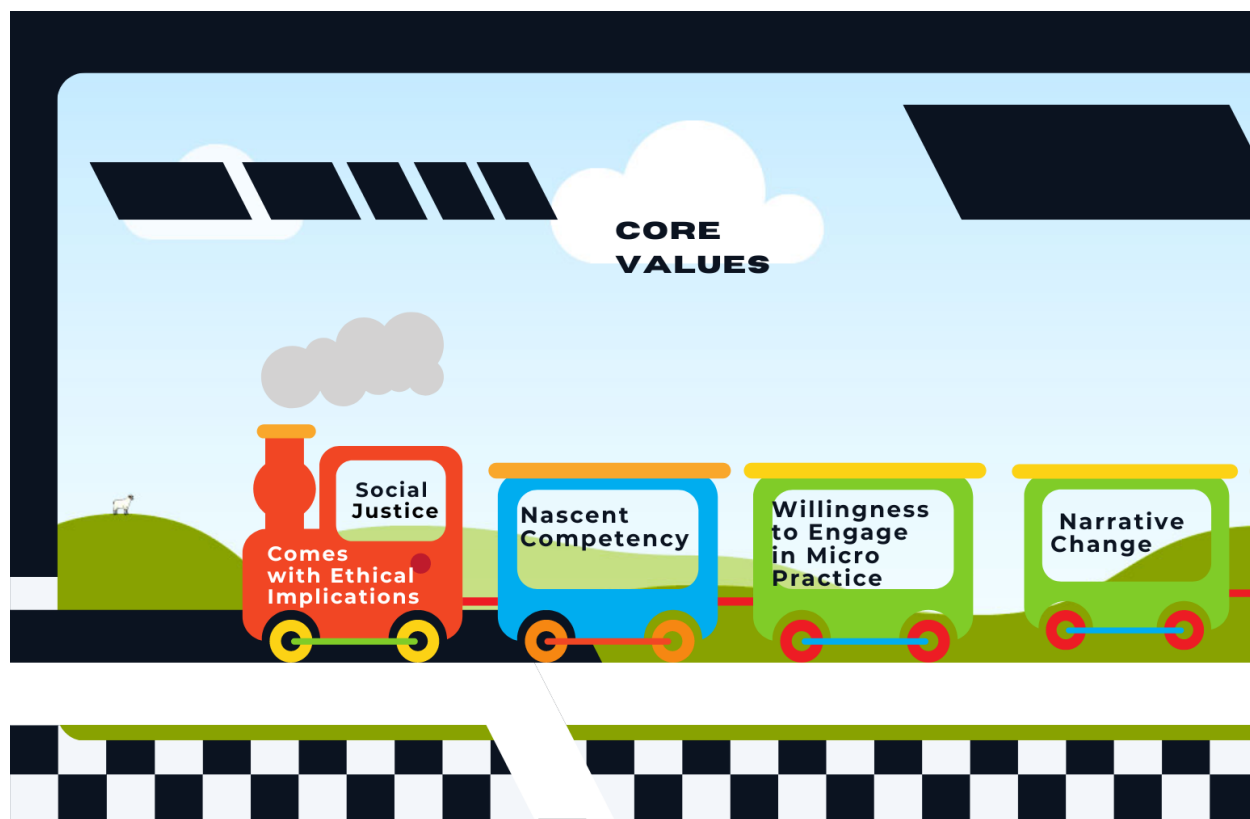 CORE
VALUES
Social
Justice
Comes
with Ethical
Implications
Nascent
Competency
Willingness
to Engage
in Micro
Practice
Narrative
Change